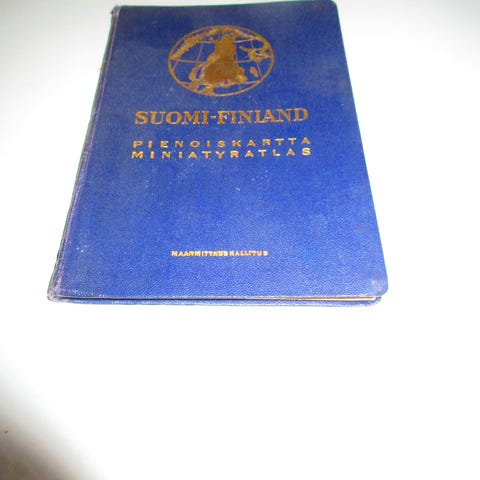 SUOMI-FINLAND
PIENOISKARTTA
MINIATYRATLAS
MAANMITTAUSHALLITUS